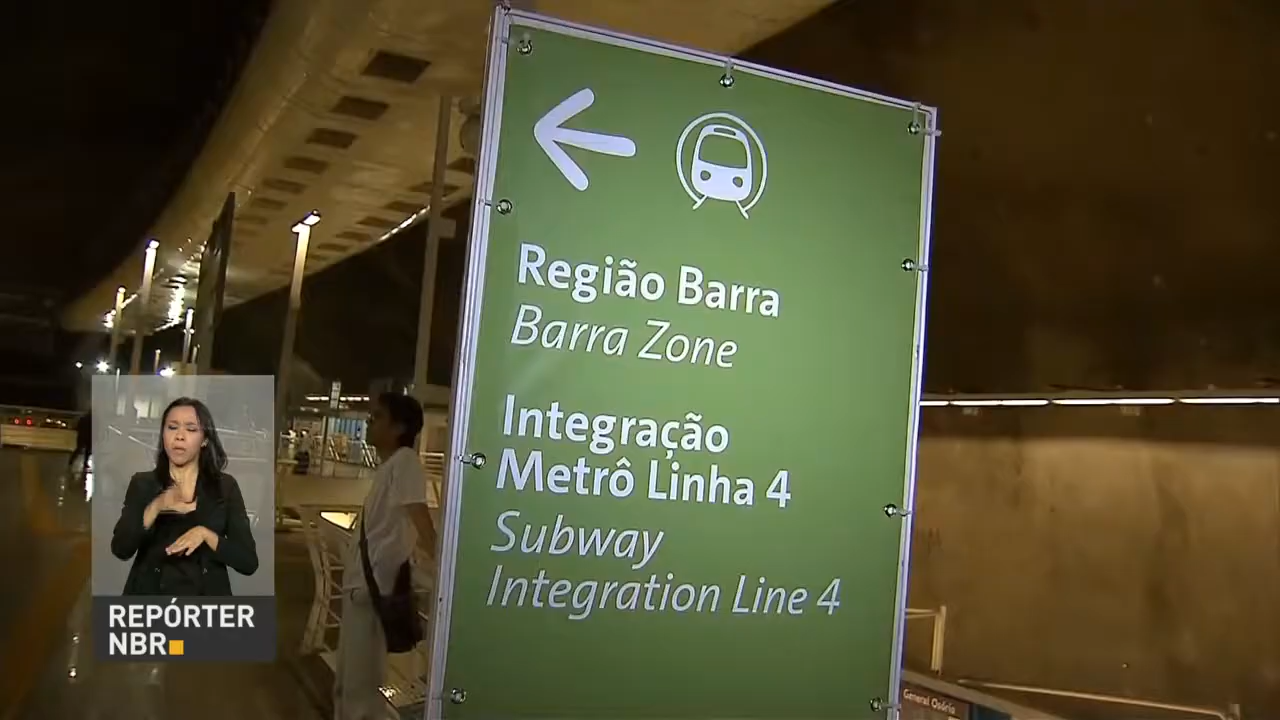 Região Barra
Barra Zone
Integração
Metrô Linha 4
Subway
Integration Line 4
General Osório
REPÓRTER
NBR